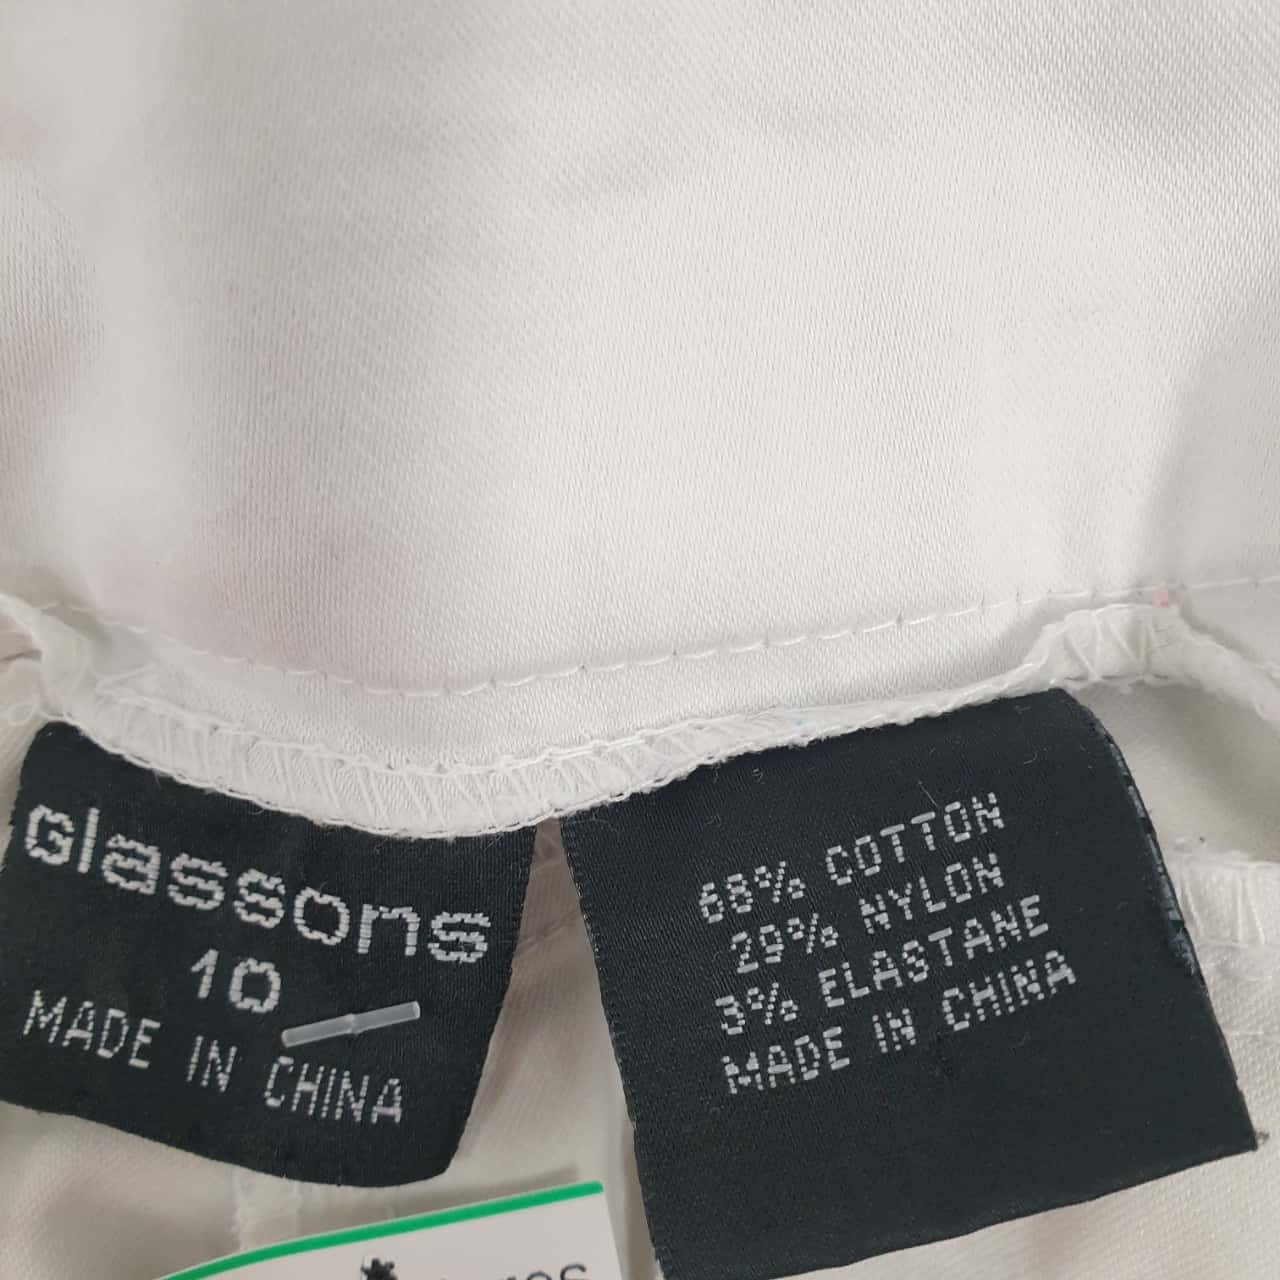 Glassons
10
MADE IN CHINA
68% COTTON
29% NYLON
3% ELASTANE
MADE IN CHINA